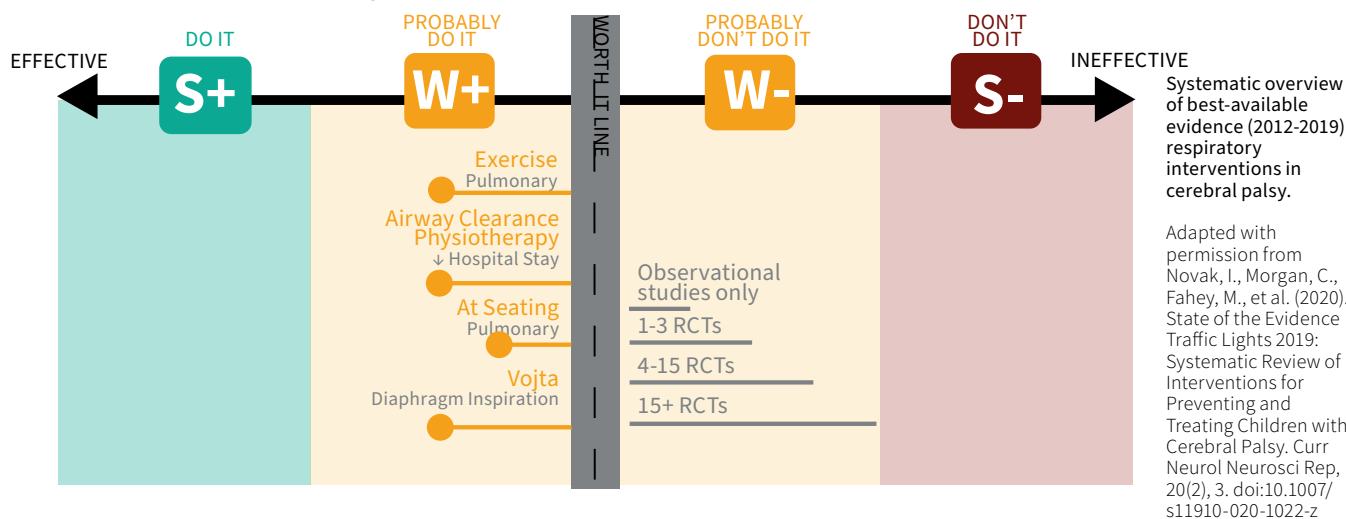 DO IT
PROBABLY
DO IT
PROBABLY
DON'T DO IT
DON'T
DO IT
EFFECTIVE
INEFFECTIVE
S+
W+
W-
S-
WORTH IT LINE
Exercise
Pulmonary
Airway Clearance
Physiotherapy
↓ Hospital Stay
At Seating
Pulmonary
Vojta
Diaphragm Inspiration
Observational
studies only
1-3 RCTs
4-15 RCTs
15+ RCTs
Systematic overview
of best-available
evidence (2012-2019)
respiratory
interventions in
cerebral palsy.
Adapted with
permission from
Novak, I., Morgan, C.,
Fahey, M., et al. (2020).
State of the Evidence
Traffic Lights 2019:
Systematic Review of
Interventions for
Preventing and
Treating Children with
Cerebral Palsy. Curr
Neurol Neurosci Rep,
20(2), 3. doi:10.1007/
s11910-020-1022-z